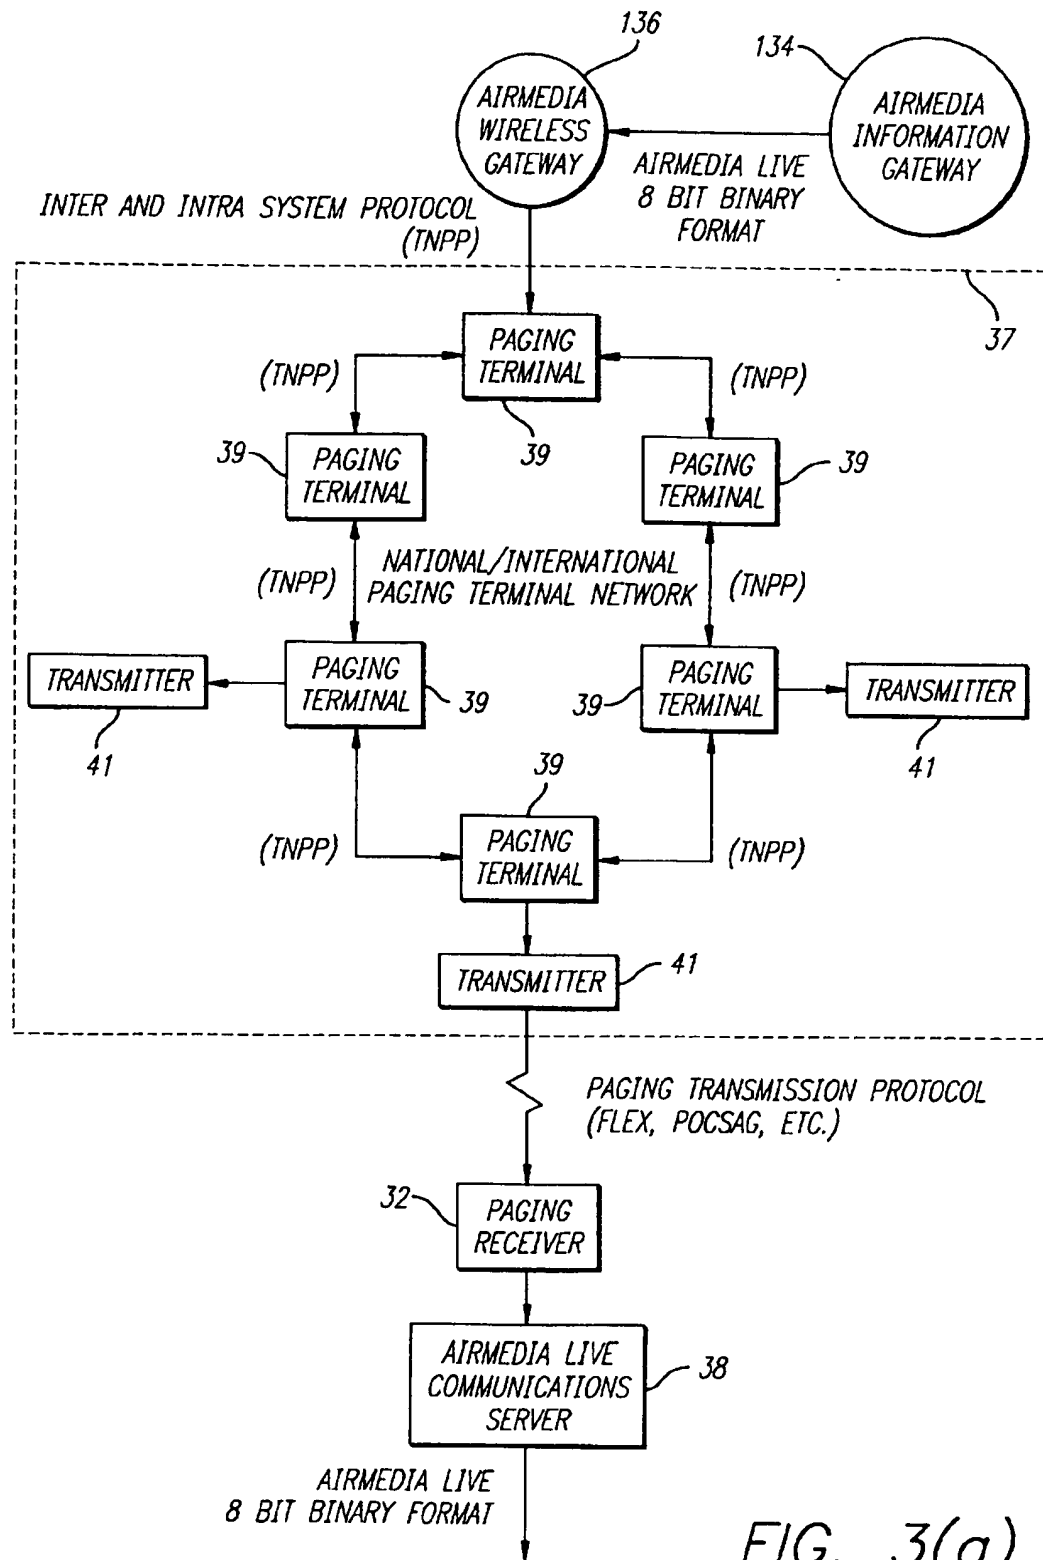 136
134
AIRMEDIA
WIRELESS
GATEWAY
AIRMEDIA
INFORMATION
GATEWAY
AIRMEDIA LIVE
8 BIT BINARY
FORMAT
INTER AND INTRA SYSTEM PROTOCOL
(TNPP)
37
PAGING
TERMINAL
39
(TNPP)
(TNPP)
39
PAGING
TERMINAL
PAGING
TERMINAL
39
(TNPP)
NATIONAL/INTERNATIONAL
PAGING TERMINAL NETWORK
(TNPP)
TRANSMITTER
41
PAGING
TERMINAL
39
39
PAGING
TERMINAL
TRANSMITTER
41
39
(TNPP)
PAGING
TERMINAL
(TNPP)
TRANSMITTER
41
PAGING TRANSMISSION PROTOCOL
(FLEX, POCSAG, ETC.)
32
PAGING
RECEIVER
AIRMEDIA LIVE
COMMUNICATIONS
SERVER
38
AIRMEDIA LIVE
8 BIT BINARY FORMAT
FIG. 3(a)